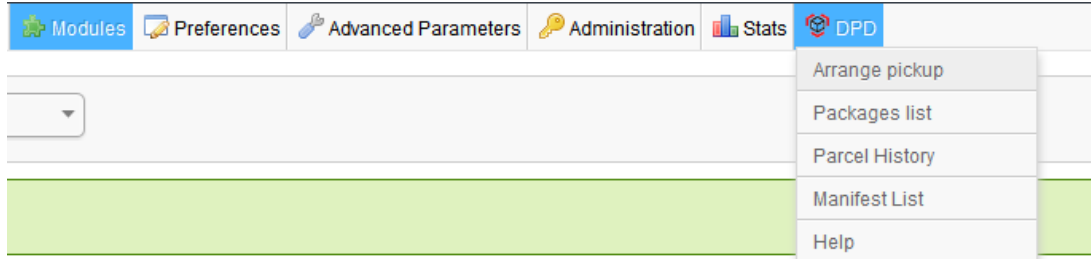 Modules Preferences Advanced Parameters Administration Stats DPD
Arrange pickup
Packages list
Parcel History
Manifest List
Help